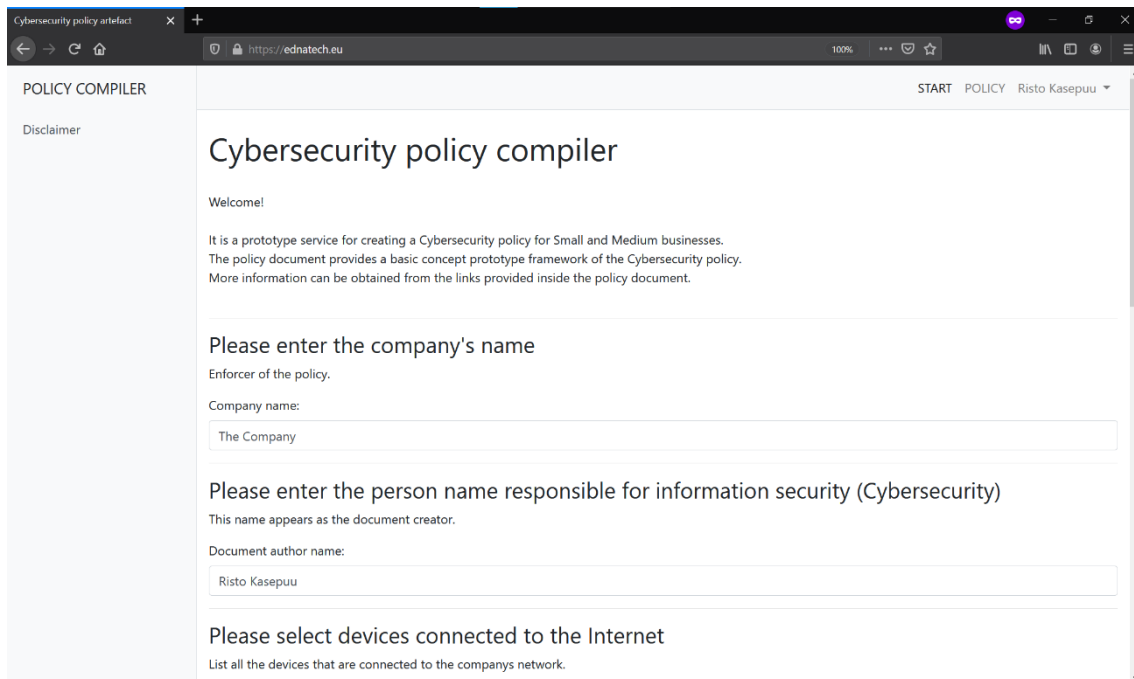 Cybersecurity policy artefact
https://ednatech.eu
100%
POLICY COMPILER
START POLICY Risto Kasepuu
Disclaimer
Cybersecurity policy compiler
Welcome!
It is a prototype service for creating a Cybersecurity policy for Small and Medium businesses.
The policy document provides a basic concept prototype framework of the Cybersecurity policy.
More information can be obtained from the links provided inside the policy document.
Please enter the company's name
Enforcer of the policy.
Company name:
The Company
Please enter the person name responsible for information security (Cybersecurity)
This name appears as the document creator.
Document author name:
Risto Kasepuu
Please select devices connected to the Internet
List all the devices that are connected to the companys network.